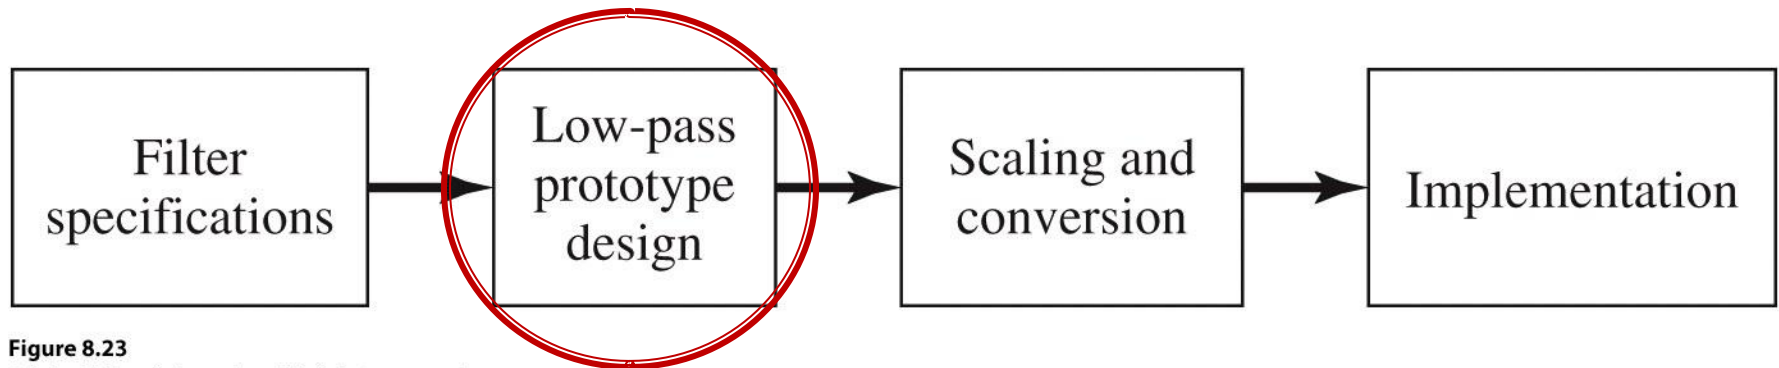 Filter
specifications
Low-pass
prototype
design
Scaling and
conversion
Implementation
Figure 8.23